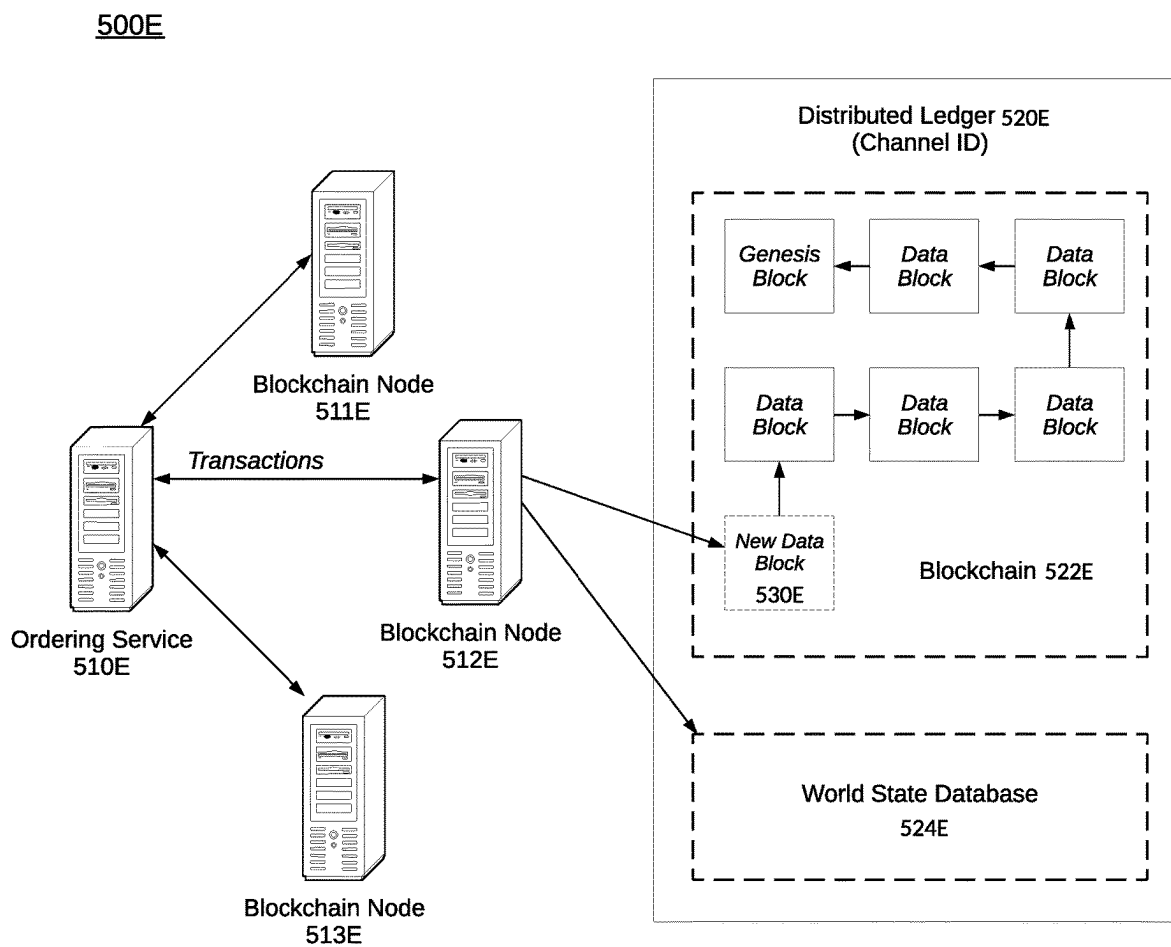 500E
Distributed Ledger 520E
(Channel ID)
Genesis
Block
Data
Block
Data
Block
Blockchain Node
511E
Data
Block
Data
Block
Data
Block
Transactions
New Data
Block
530E
Blockchain 522E
Ordering Service
510E
Blockchain Node
512E
World State Database
524E
Blockchain Node
513E